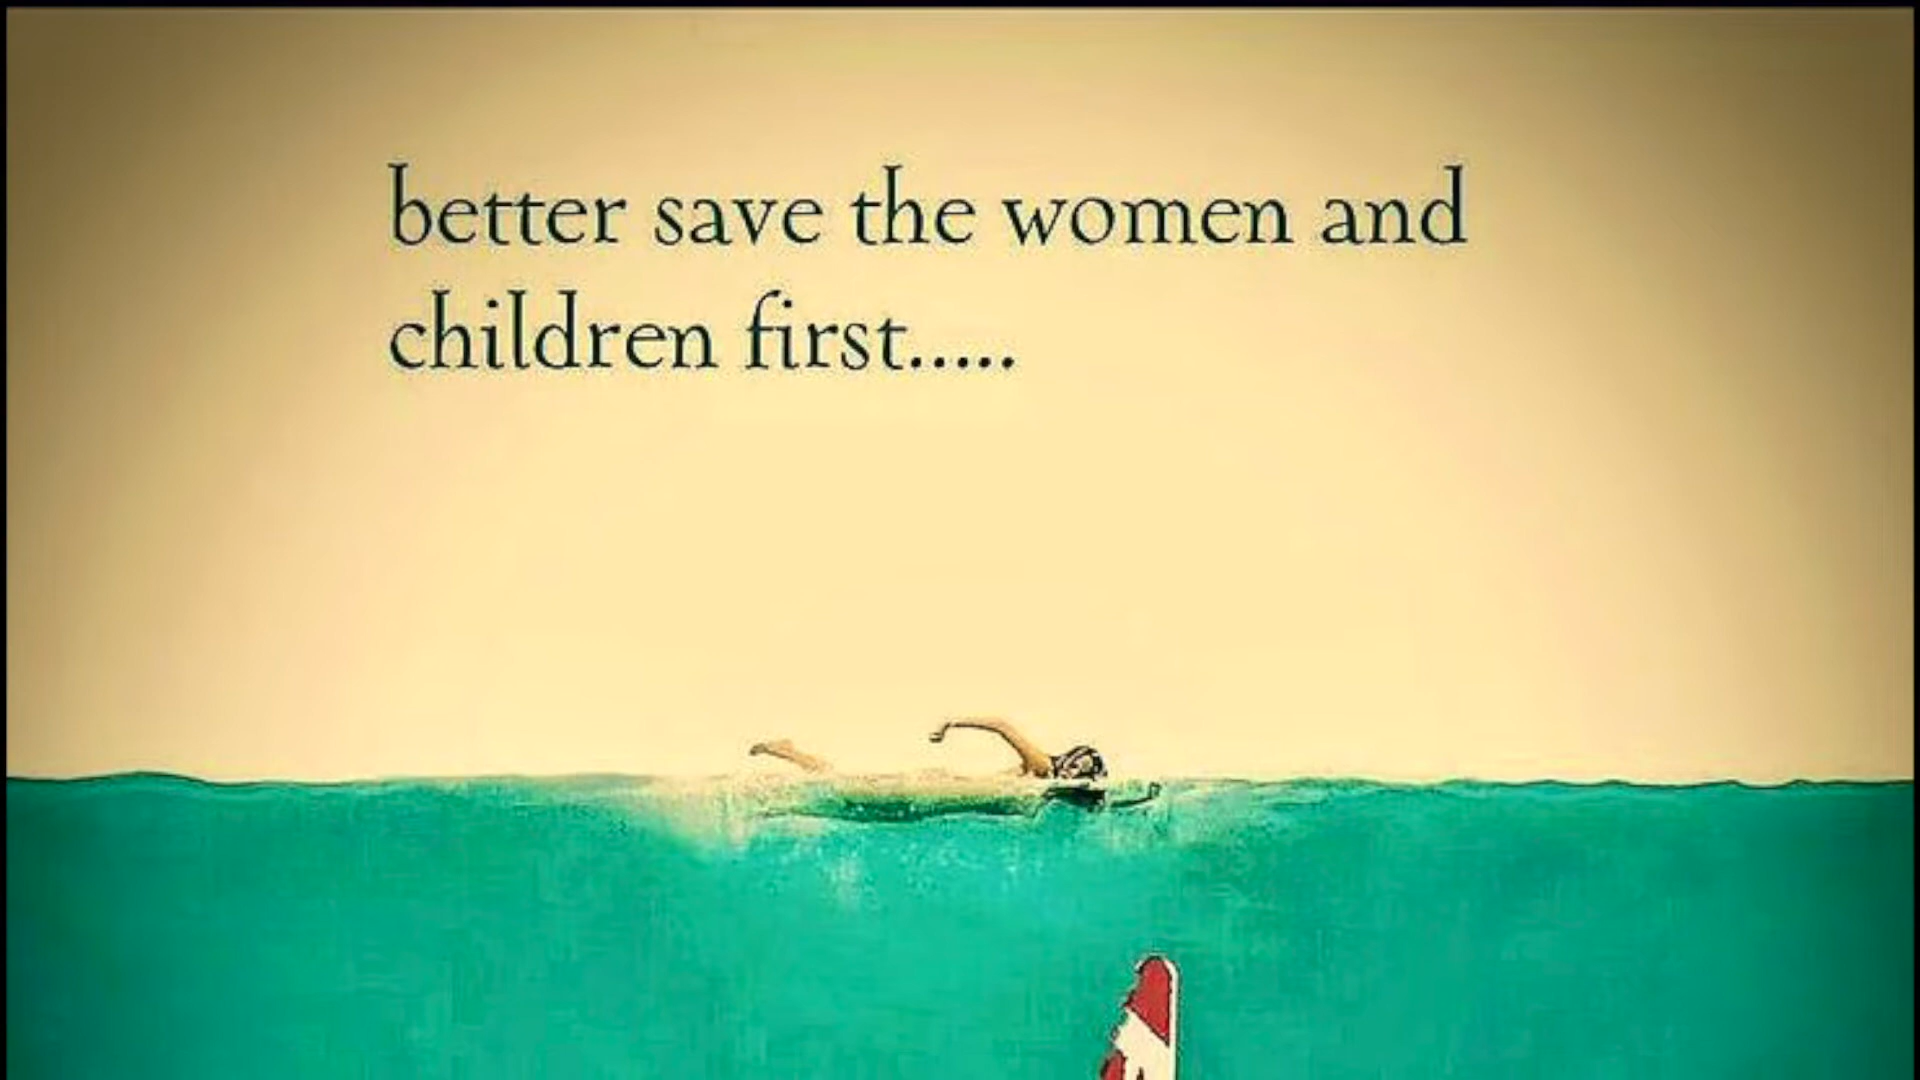 better save the women and
children first.....